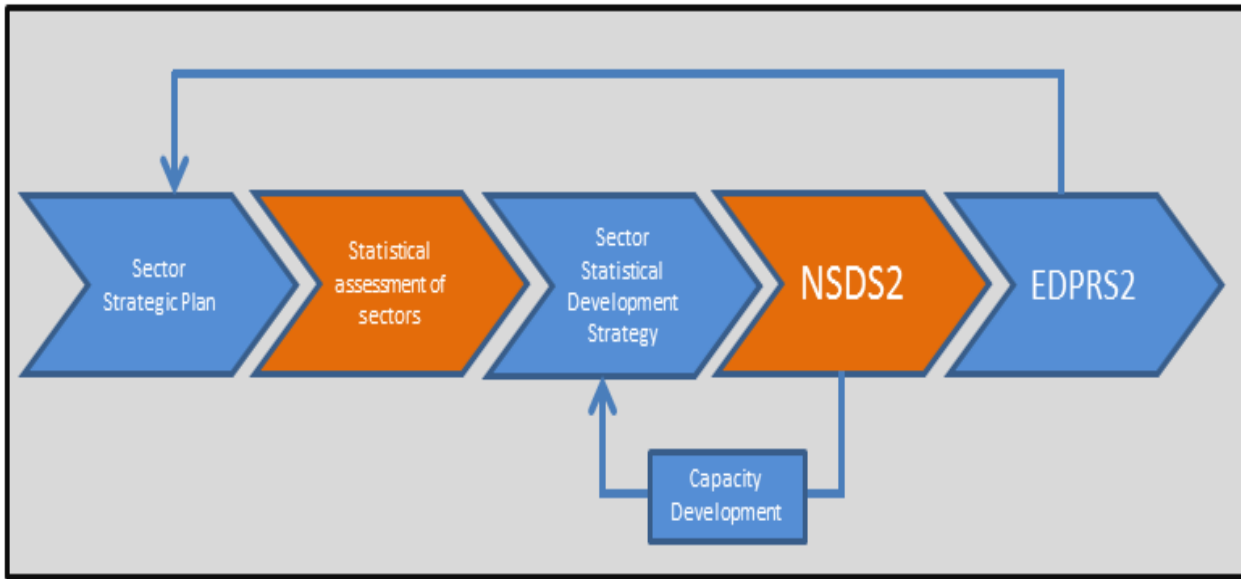 Sector
Strategic Plan
Statistical
assessment of
sectors
Sector
Statistical
Development
Strategy
NSDS2
EDPRS2
Capacity
Development